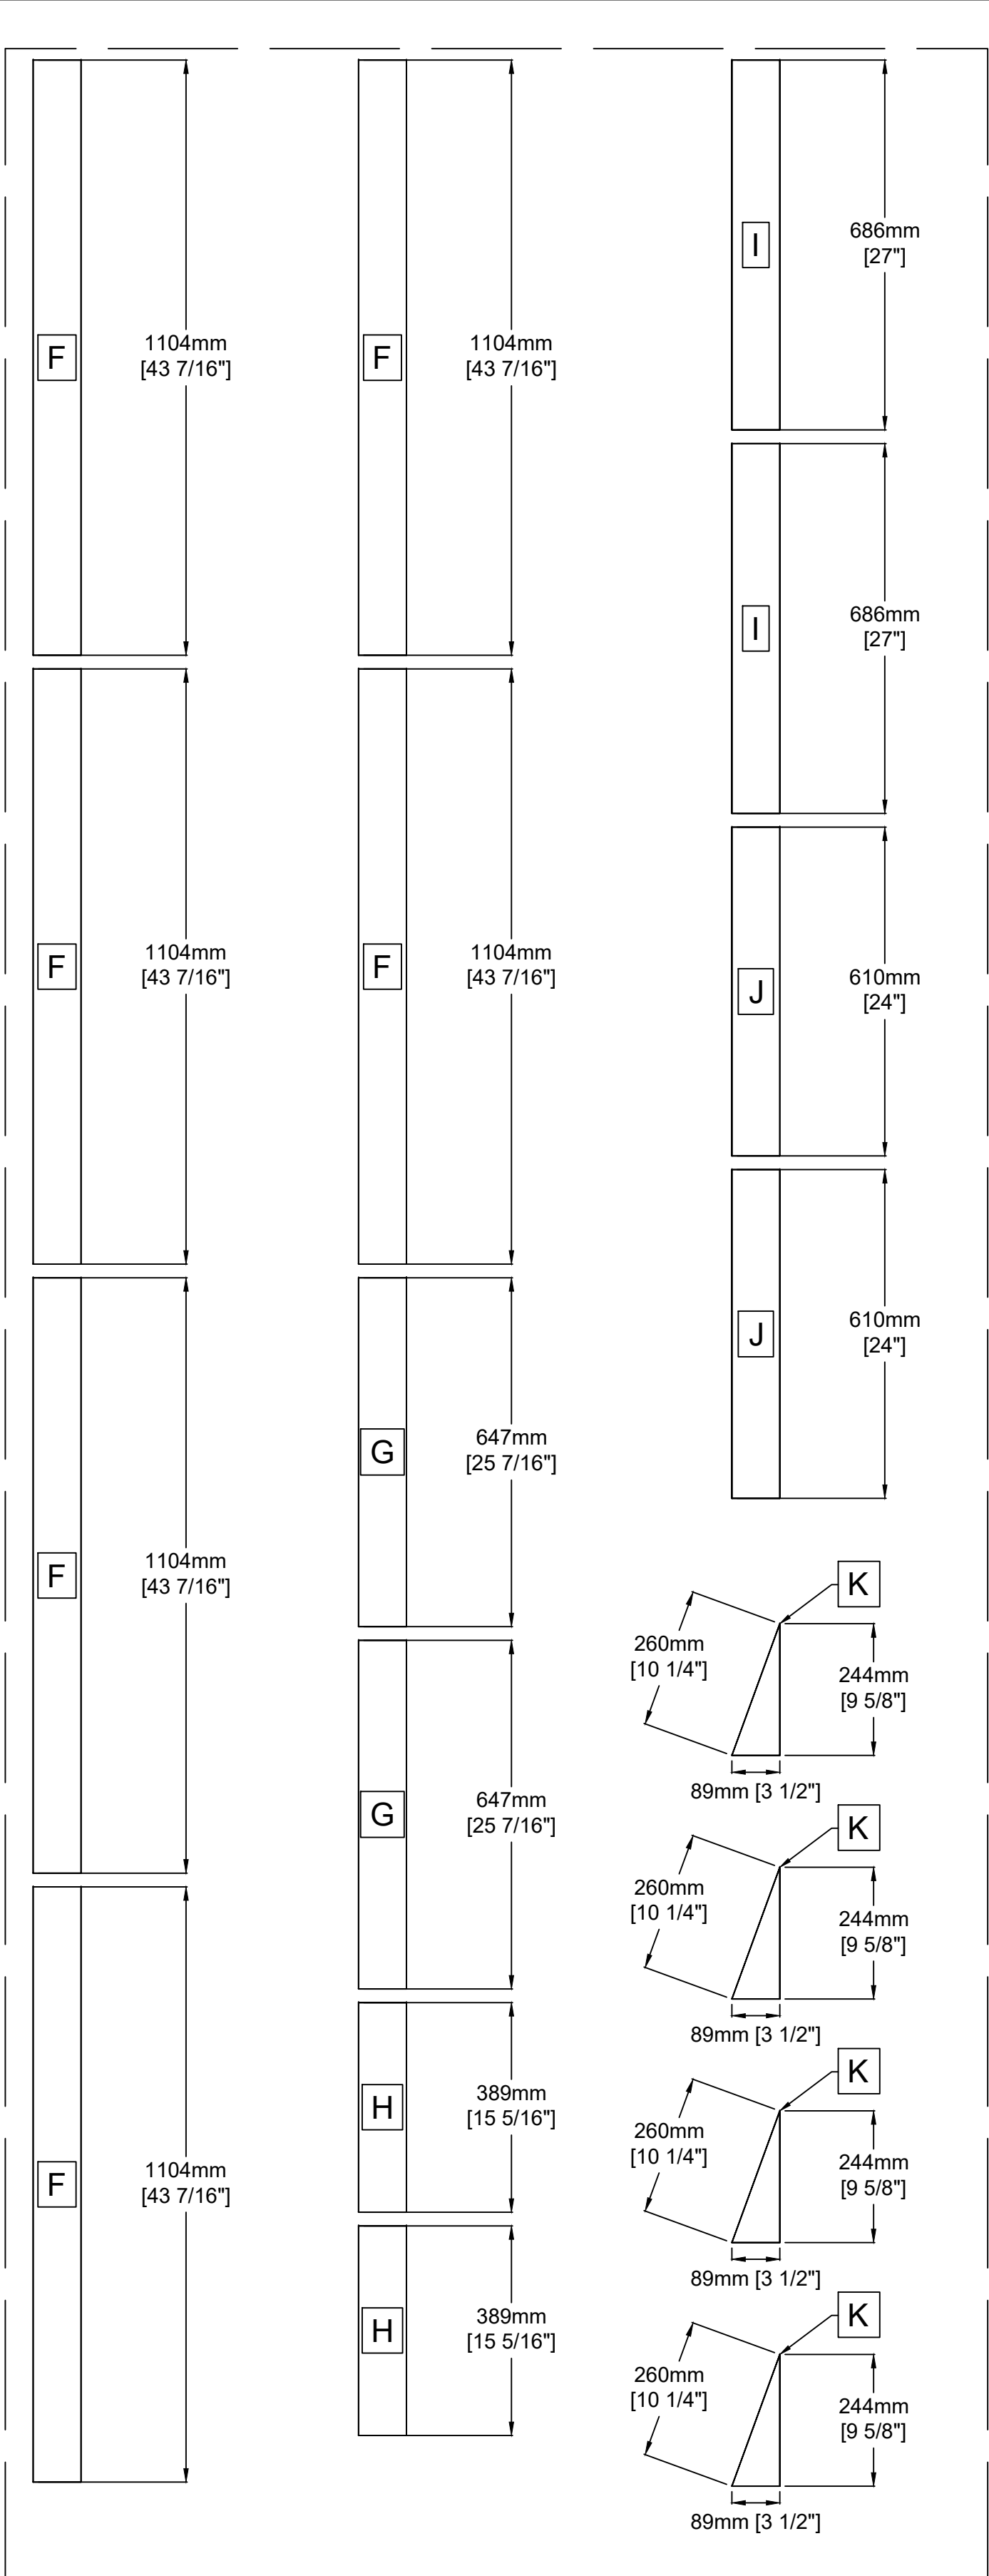 F
1104mm
[43 7/16"]
F
1104mm
[43 7/16"]
F
1104mm
[43 7/16"]
F
1104mm
[43 7/16"]
F
1104mm
[43 7/16"]
F
1104mm
[43 7/16"]
G
647mm
[25 7/16"]
G
647mm
[25 7/16"]
H
389mm
[15 5/16"]
H
389mm
[15 5/16"]
I
686mm
[27"]
I
686mm
[27"]
J
610mm
[24"]
J
610mm
[24"]
K
260mm
[10 1/4"]
244mm
[9 5/8"]
89mm [3 1/2"]
K
260mm
[10 1/4"]
244mm
[9 5/8"]
89mm [3 1/2"]
K
260mm
[10 1/4"]
244mm
[9 5/8"]
89mm [3 1/2"]
K
260mm
[10 1/4"]
244mm
[9 5/8"]
89mm [3 1/2"]